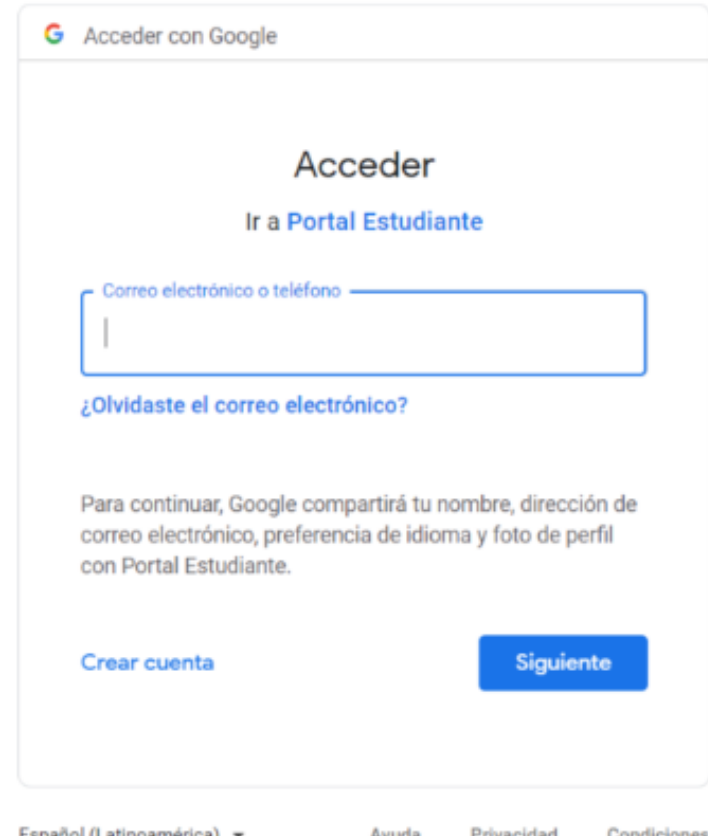 Acceder con Google
Acceder
Ir a Portal Estudiante
Correo electrónico o teléfono
¿Olvidaste el correo electrónico?
Para continuar, Google compartirá tu nombre, dirección de
correo electrónico, preferencia de idioma y foto de perfil
con Portal Estudiante.
Crear cuenta Siguiente
Español (Latinoamérica) Ayuda Privacidad Condiciones